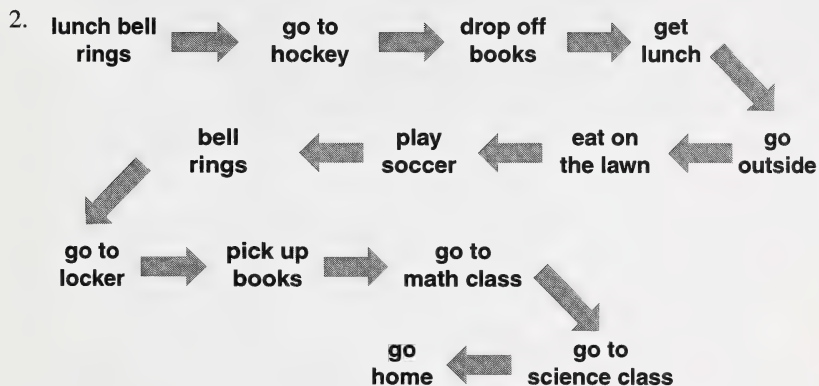 2.
lunch bell
rings
go to
hockey
drop off
books
get
lunch
go
outside
eat on
the lawn
play
soccer
bell
rings
go to
locker
pick up
books
go to
math class
go to
science class
go
home